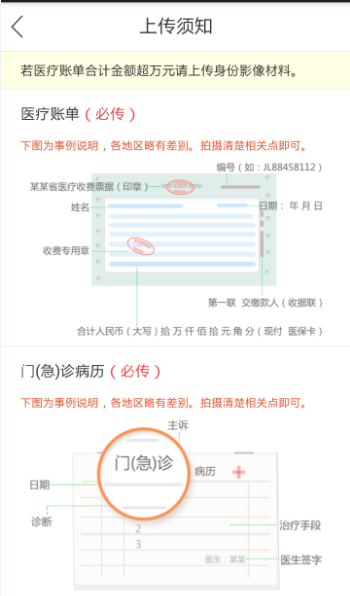 上传须知
若医疗账单合计金额超万元请上传身份影像材料。
医疗账单（必传）
下图为事例说明，各地区略有差别。拍摄清楚相关点即可。
编号（如：JL88458112）
某某省医疗收费票据（印章）
姓名
日期： 年 月 日
收费专用章
第一联 交缴款人（收据联）
合计人民币（大写）拾 万 仟 佰 拾 元 角 分（现付 医保卡）
门(急)诊病历（必传）
下图为事例说明，各地区略有差别。拍摄清楚相关点即可。
主诉
门(急)诊 病历
日期
诊断
2
治疗手段
3
医生：某某 医生签字